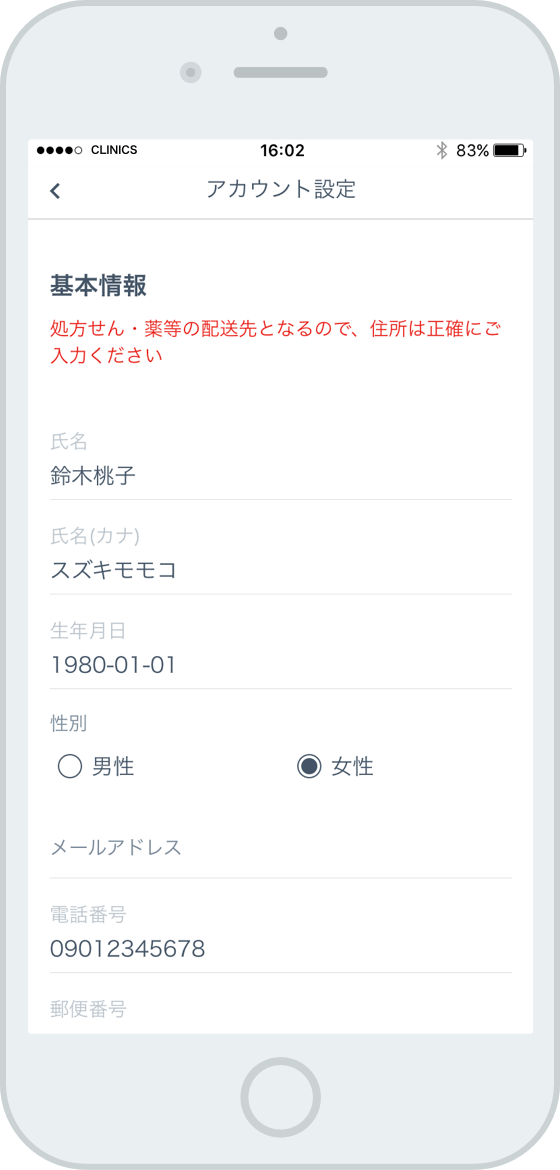 CLINICS 16:02 83%
アカウント設定
基本情報
処方せん・薬等の配送先となるので、住所は正確にご
入力ください
氏名
鈴木桃子
氏名(カナ)
スズキモモコ
生年月日
1980-01-01
性別
男性 女性
メールアドレス
電話番号
09012345678
郵便番号